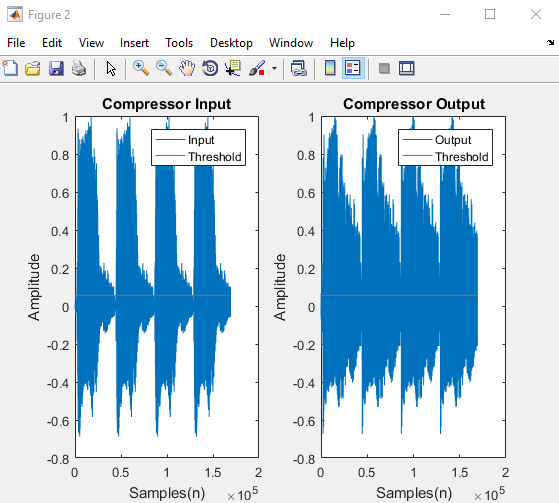 Figure 2
File Edit View Insert Tools Desktop Window Help
Compressor Input
Input
Threshold
1
0.8
0.6
0.4
0.2
0
-0.2
-0.4
-0.6
-0.8
Amplitude
0 0.5 1 1.5 2
Samples(n) ×10^5
Compressor Output
Output
Threshold
1
0.8
0.6
0.4
0.2
0
-0.2
-0.4
-0.6
-0.8
Amplitude
0 0.5 1 1.5 2
Samples(n) ×10^5